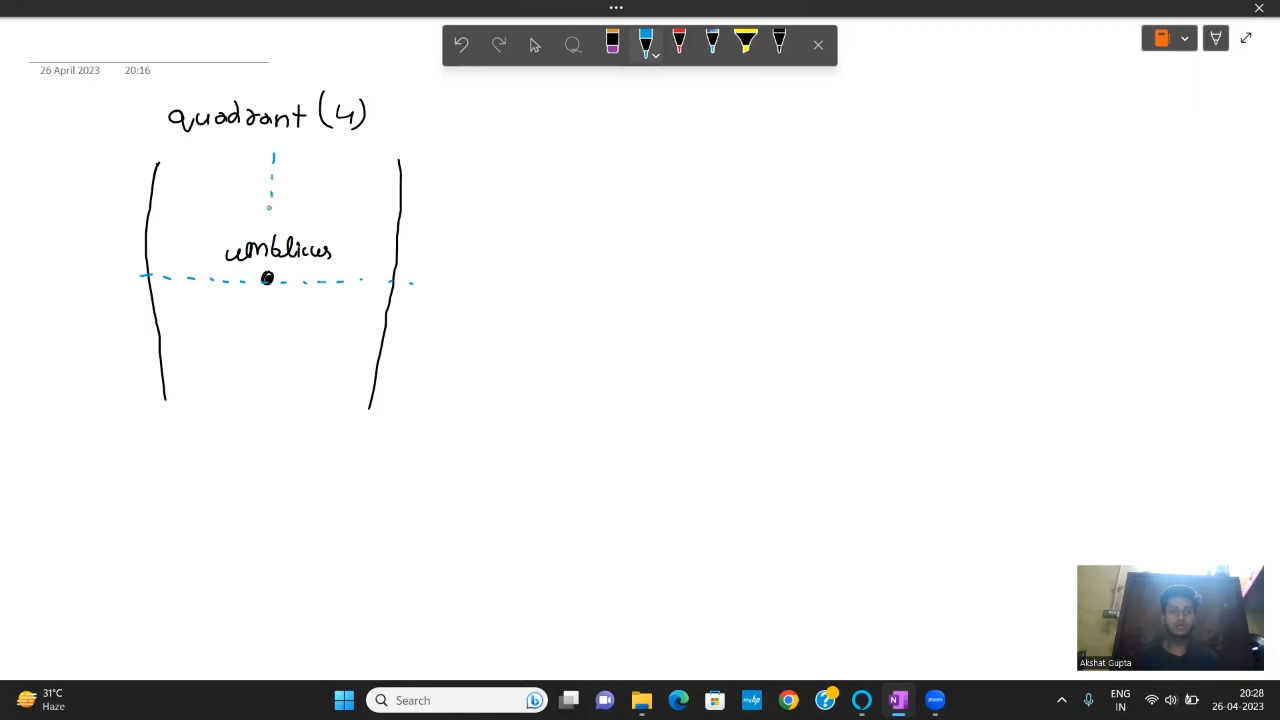 26 April 2023 20:16
quadrant (4)
umblicus
Akshat Gupta
31°C
Haze
Search
zoom
ENG
IN
20:28
26-04-2023